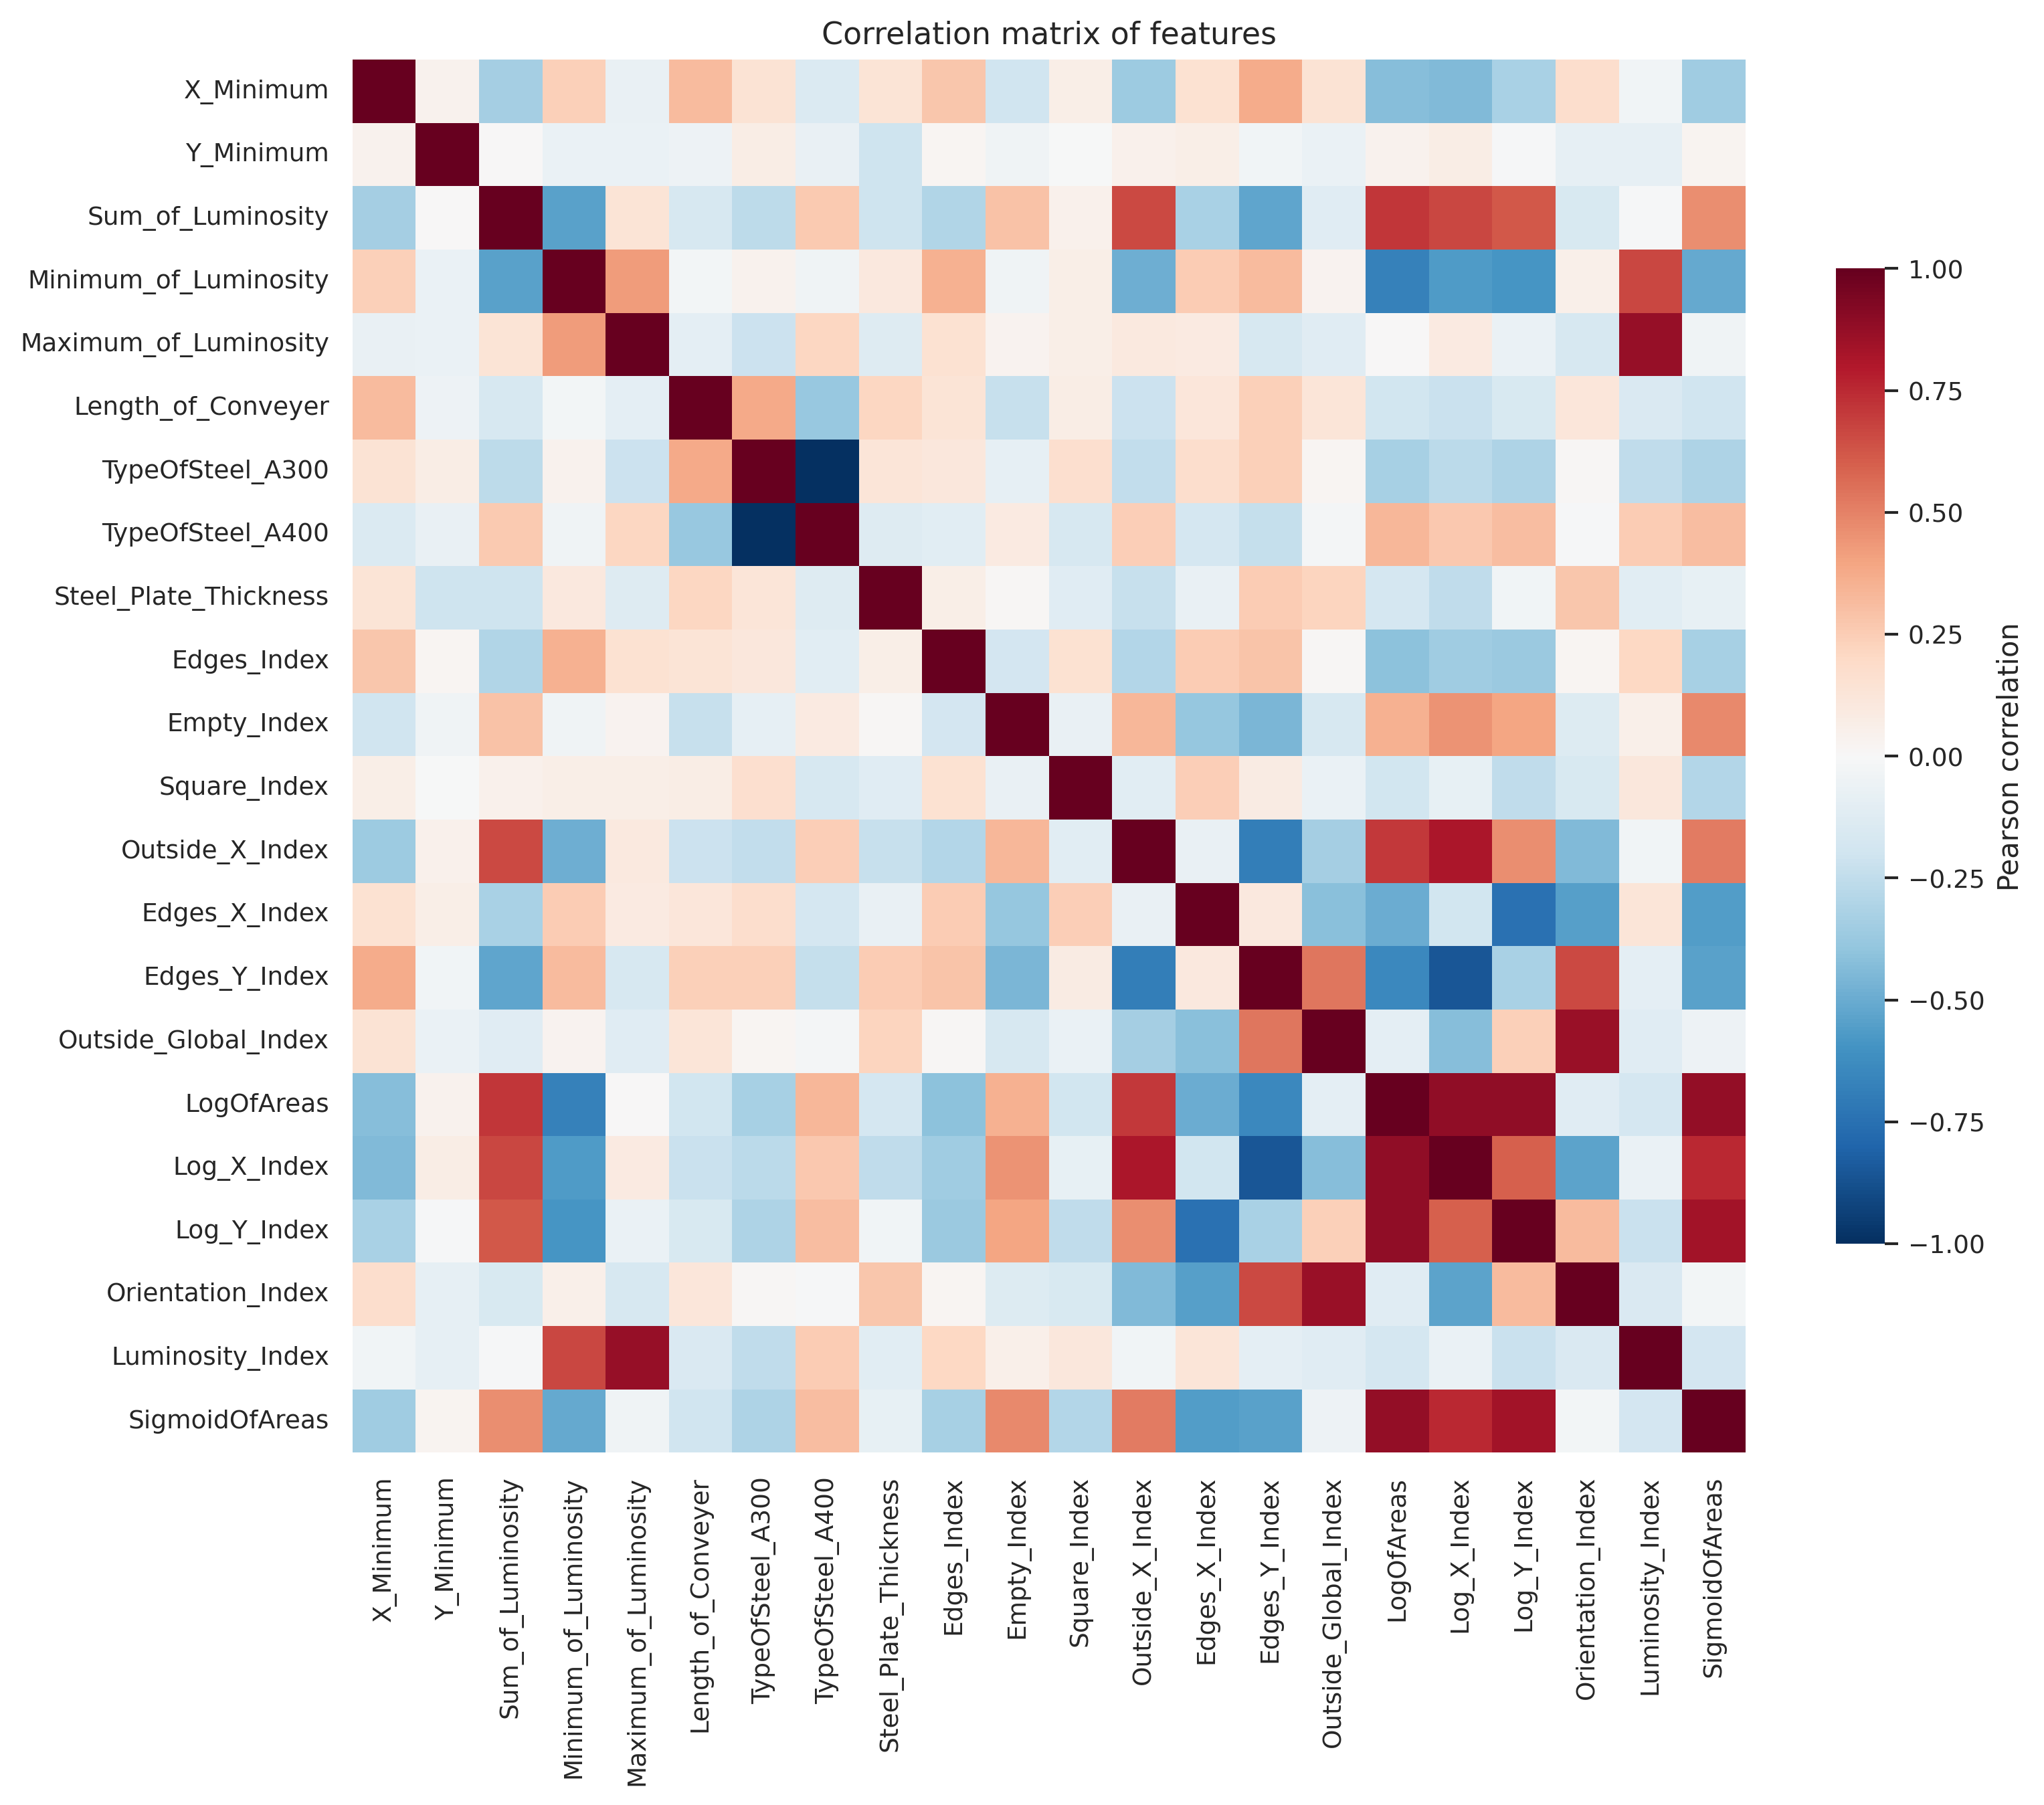 Correlation matrix of features
X_Minimum
Y_Minimum
Sum_of_Luminosity
Minimum_of_Luminosity
Maximum_of_Luminosity
Length_of_Conveyer
TypeOfSteel_A300
TypeOfSteel_A400
Steel_Plate_Thickness
Edges_Index
Empty_Index
Square_Index
Outside_X_Index
Edges_X_Index
Edges_Y_Index
Outside_Global_Index
LogOfAreas
Log_X_Index
Log_Y_Index
Orientation_Index
Luminosity_Index
SigmoidOfAreas
X_Minimum
Y_Minimum
Sum_of_Luminosity
Minimum_of_Luminosity
Maximum_of_Luminosity
Length_of_Conveyer
TypeOfSteel_A300
TypeOfSteel_A400
Steel_Plate_Thickness
Edges_Index
Empty_Index
Square_Index
Outside_X_Index
Edges_X_Index
Edges_Y_Index
Outside_Global_Index
LogOfAreas
Log_X_Index
Log_Y_Index
Orientation_Index
Luminosity_Index
SigmoidOfAreas
1.00
0.75
0.50
0.25
0.00
−0.25
−0.50
−0.75
−1.00
Pearson correlation